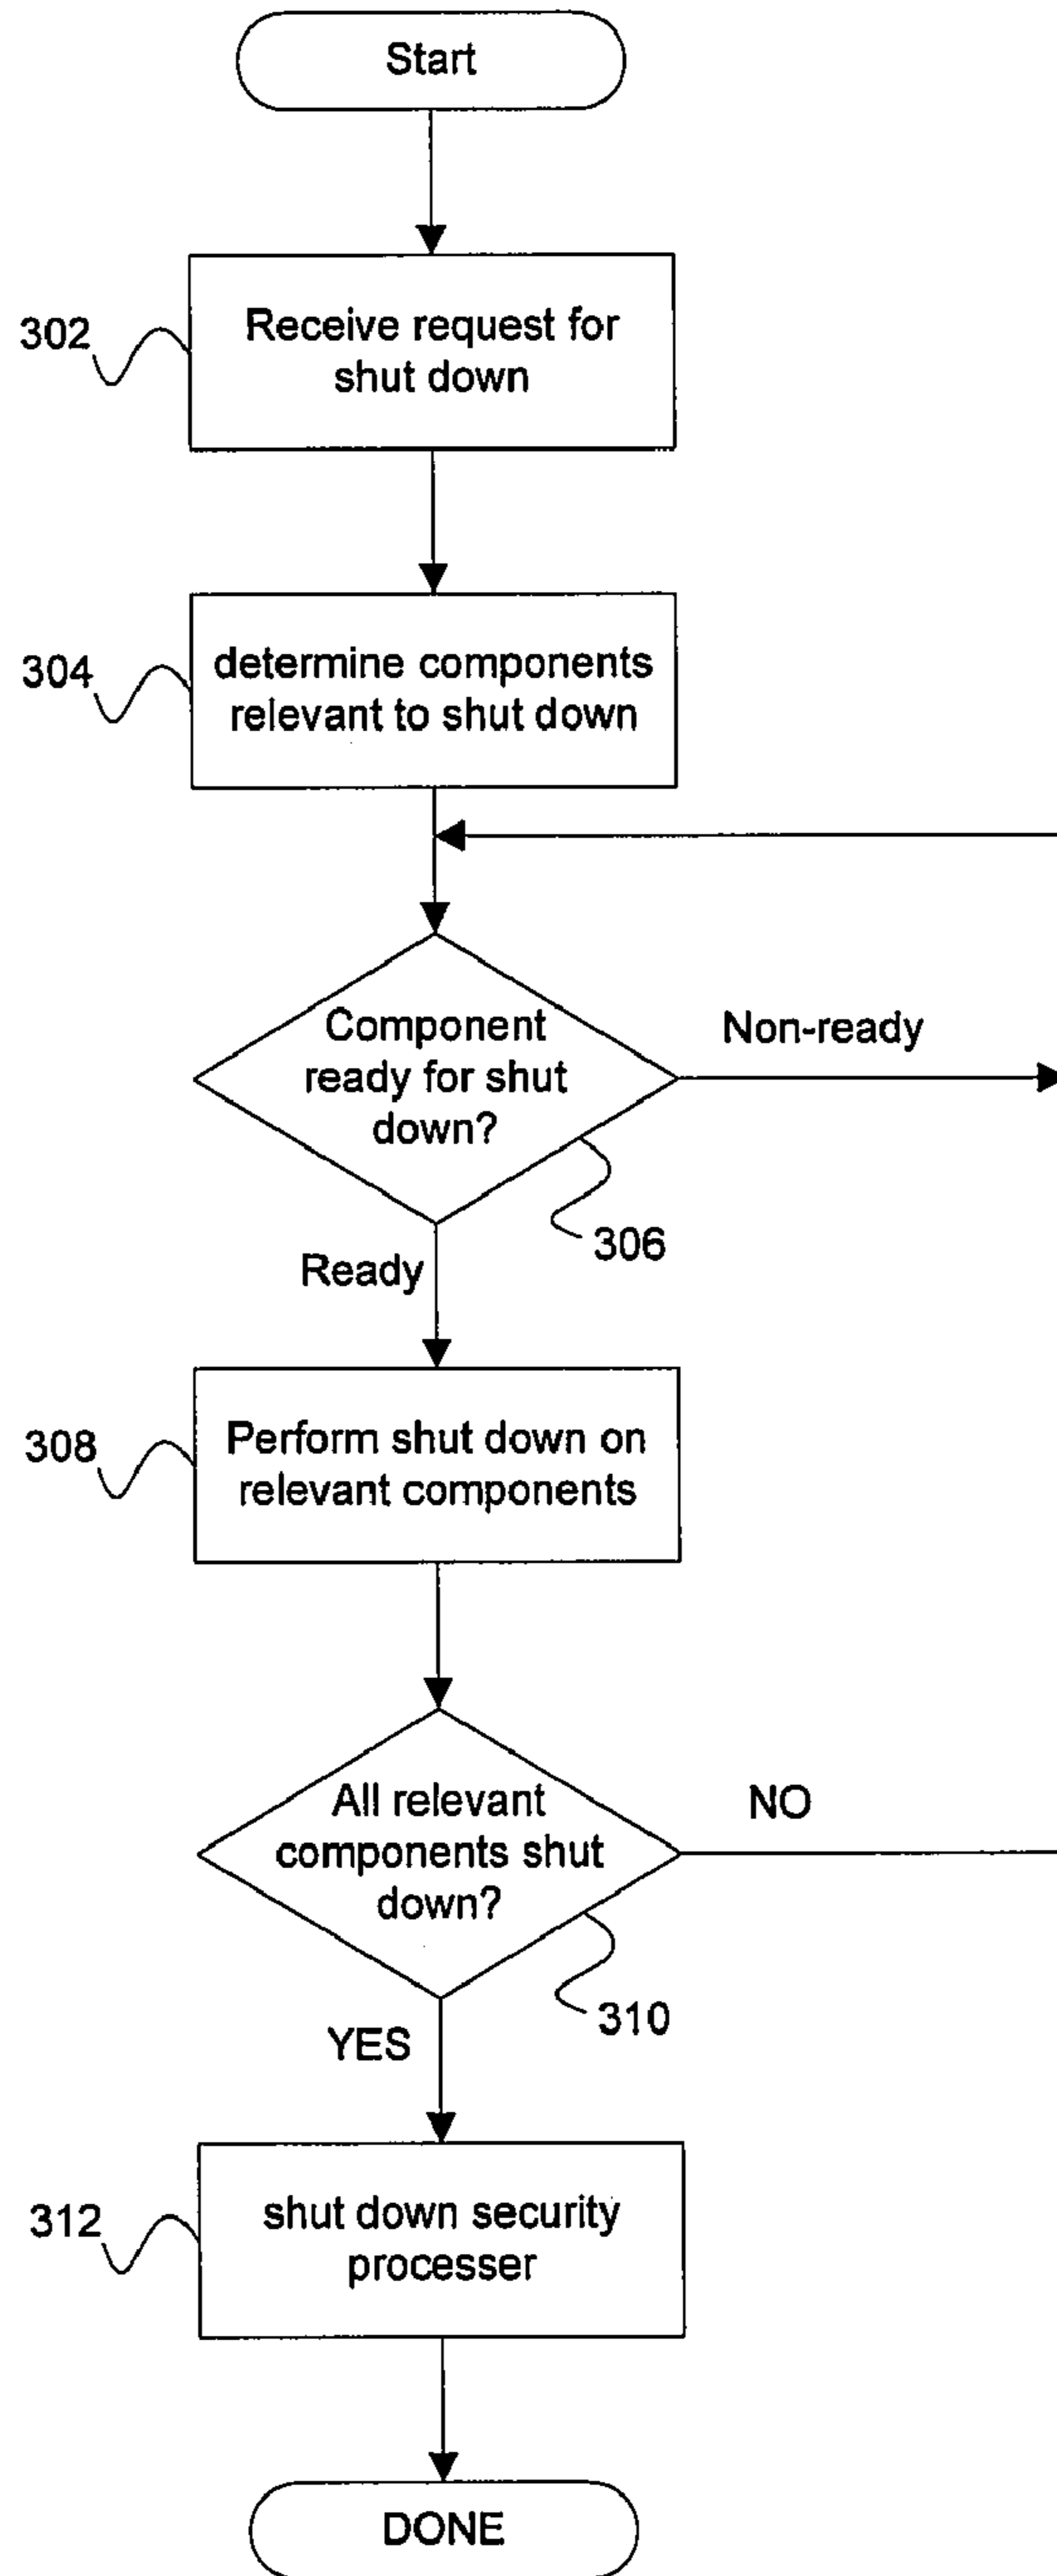 Start
302
Receive request for
shut down
304
determine components
relevant to shut down
Component
ready for shut
down?
Non-ready
306
Ready
308
Perform shut down on
relevant components
All relevant
components shut
down?
NO
310
YES
312
shut down security
processer
DONE